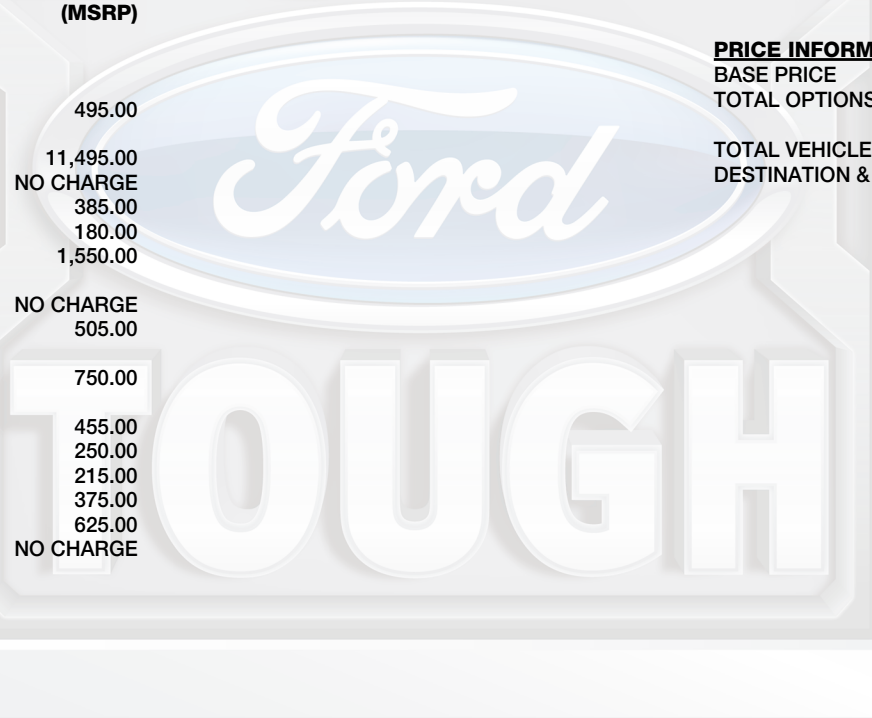 (MSRP)
495.00
11,495.00
NO CHARGE
385.00
180.00
1,550.00
NO CHARGE
505.00
750.00
455.00
250.00
215.00
375.00
625.00
NO CHARGE
PRICE INFORM
BASE PRICE
TOTAL OPTIONS
TOTAL VEHICLE
DESTINATION &
Ford
TOUGH